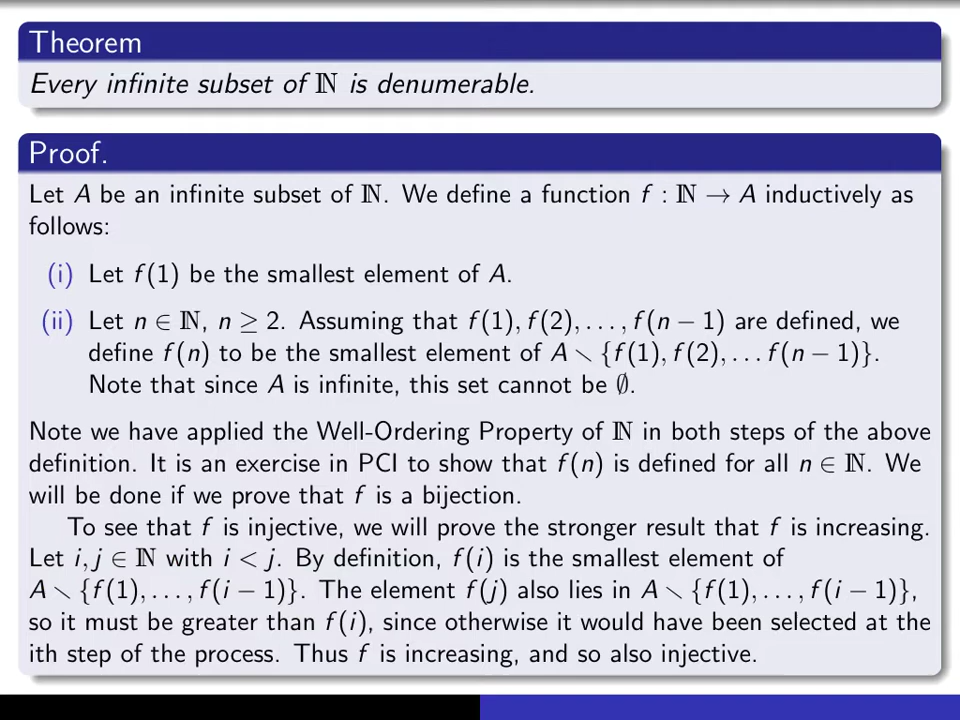 Theorem
Every infinite subset of ℕ is denumerable.
Proof.
Let A be an infinite subset of ℕ. We define a function f : ℕ → A inductively as
follows:
(i) Let f(1) be the smallest element of A.
(ii) Let n ∈ ℕ, n ≥ 2. Assuming that f(1), f(2), . . . , f(n − 1) are defined, we
define f(n) to be the smallest element of A ∖ {f(1), f(2), . . . f(n − 1)}.
Note that since A is infinite, this set cannot be ∅.
Note we have applied the Well-Ordering Property of ℕ in both steps of the above
definition. It is an exercise in PCI to show that f(n) is defined for all n ∈ ℕ. We
will be done if we prove that f is a bijection.
To see that f is injective, we will prove the stronger result that f is increasing.
Let i, j ∈ ℕ with i < j. By definition, f(i) is the smallest element of
A ∖ {f(1), . . . , f(i − 1)}. The element f(j) also lies in A ∖ {f(1), . . . , f(i − 1)},
so it must be greater than f(i), since otherwise it would have been selected at the
ith step of the process. Thus f is increasing, and so also injective.